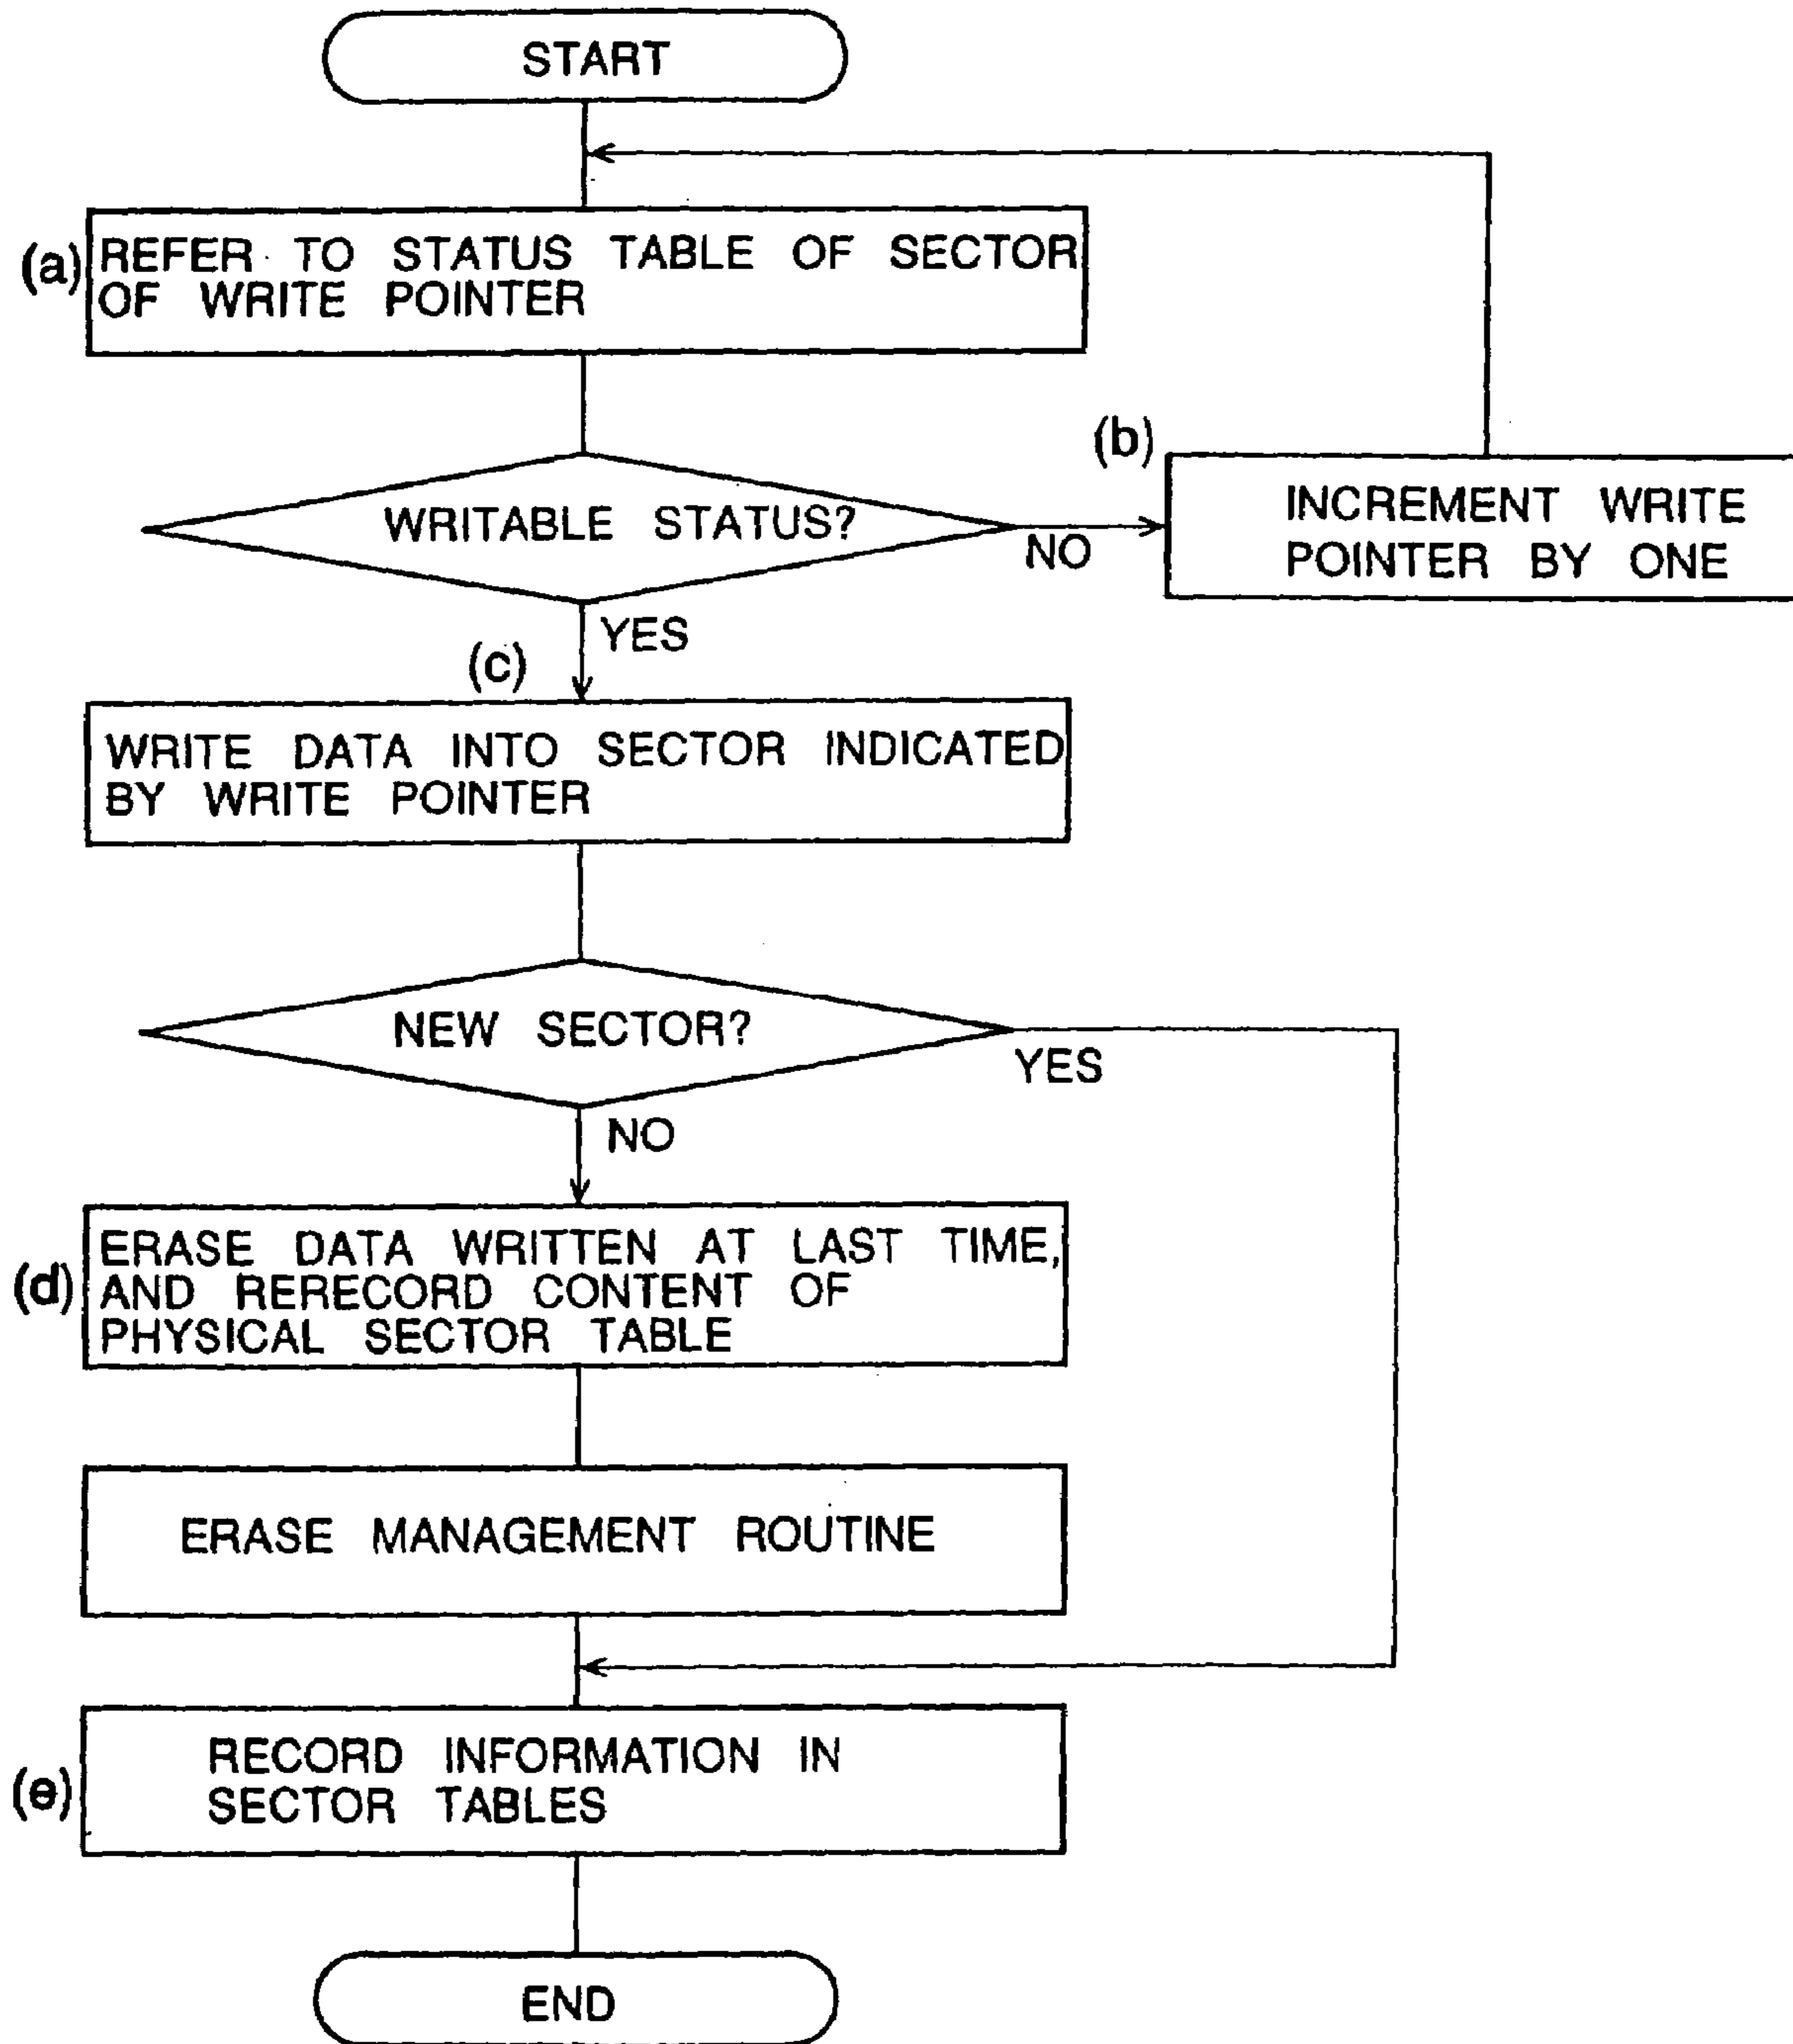 START
(a) REFER TO STATUS TABLE OF SECTOR
OF WRITE POINTER
WRITABLE STATUS?
NO
(b)
INCREMENT WRITE
POINTER BY ONE
YES
(c)
WRITE DATA INTO SECTOR INDICATED
BY WRITE POINTER
NEW SECTOR?
YES
NO
(d)
ERASE DATA WRITTEN AT LAST TIME,
AND RERECORD CONTENT OF
PHYSICAL SECTOR TABLE
ERASE MANAGEMENT ROUTINE
(e)
RECORD INFORMATION IN
SECTOR TABLES
END